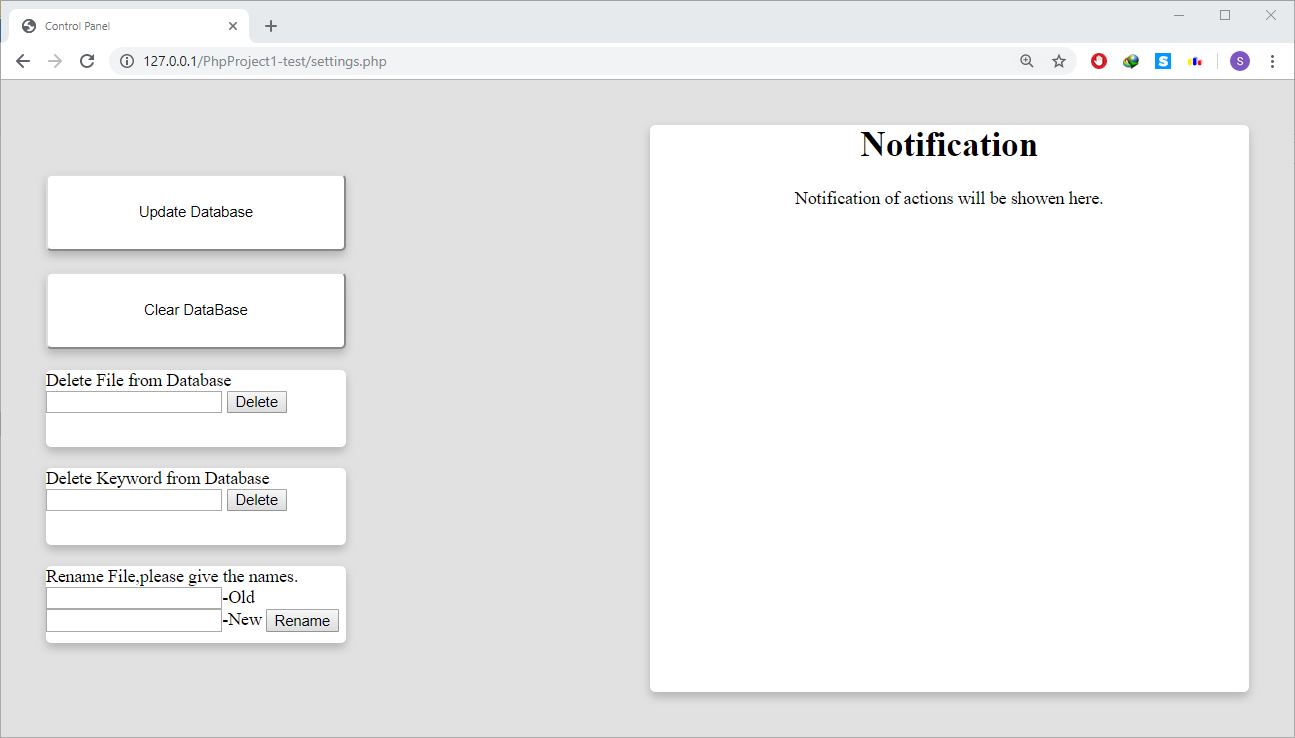 Control Panel
127.0.0.1/PhpProject1-test/settings.php
S
S
Update Database
Clear DataBase
Delete File from Database
Delete
Delete Keyword from Database
Delete
Rename File,please give the names.
-Old
-New Rename
Notification
Notification of actions will be showen here.